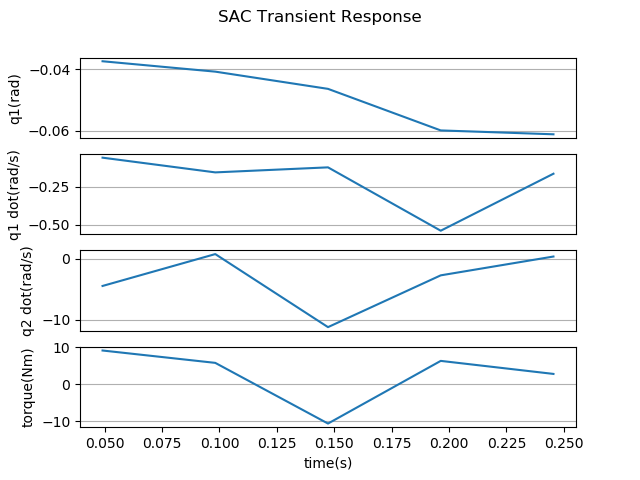 SAC Transient Response
q1(rad)
−0.04
−0.06
q1 dot(rad/s)
−0.25
−0.50
q2 dot(rad/s)
0
−10
torque(Nm)
10
0
−10
0.050 0.075 0.100 0.125 0.150 0.175 0.200 0.225 0.250
time(s)